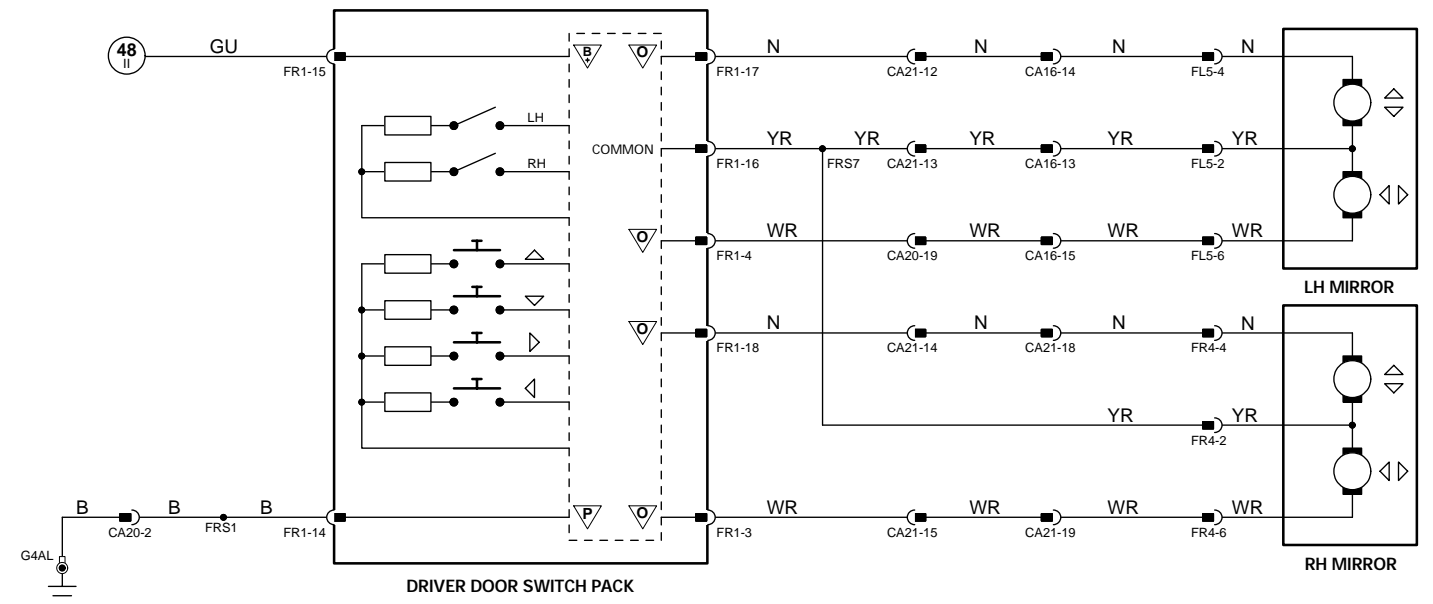 48
II
GU
FR1-15
B
+
O
FR1-17
N
CA21-12
N
CA16-14
N
FL5-4
N
LH
RH
COMMON
FR1-16
YR
FRS7
YR
CA21-13
YR
CA16-13
YR
FL5-2
YR
O
FR1-4
WR
CA20-19
WR
CA16-15
WR
FL5-6
WR
LH MIRROR
O
FR1-18
N
CA21-14
N
CA21-18
N
FR4-4
N
YR
FR4-2
YR
G4AL
B
CA20-2
B
FRS1
B
FR1-14
P
O
FR1-3
WR
CA21-15
WR
CA21-19
WR
FR4-6
WR
RH MIRROR
DRIVER DOOR SWITCH PACK